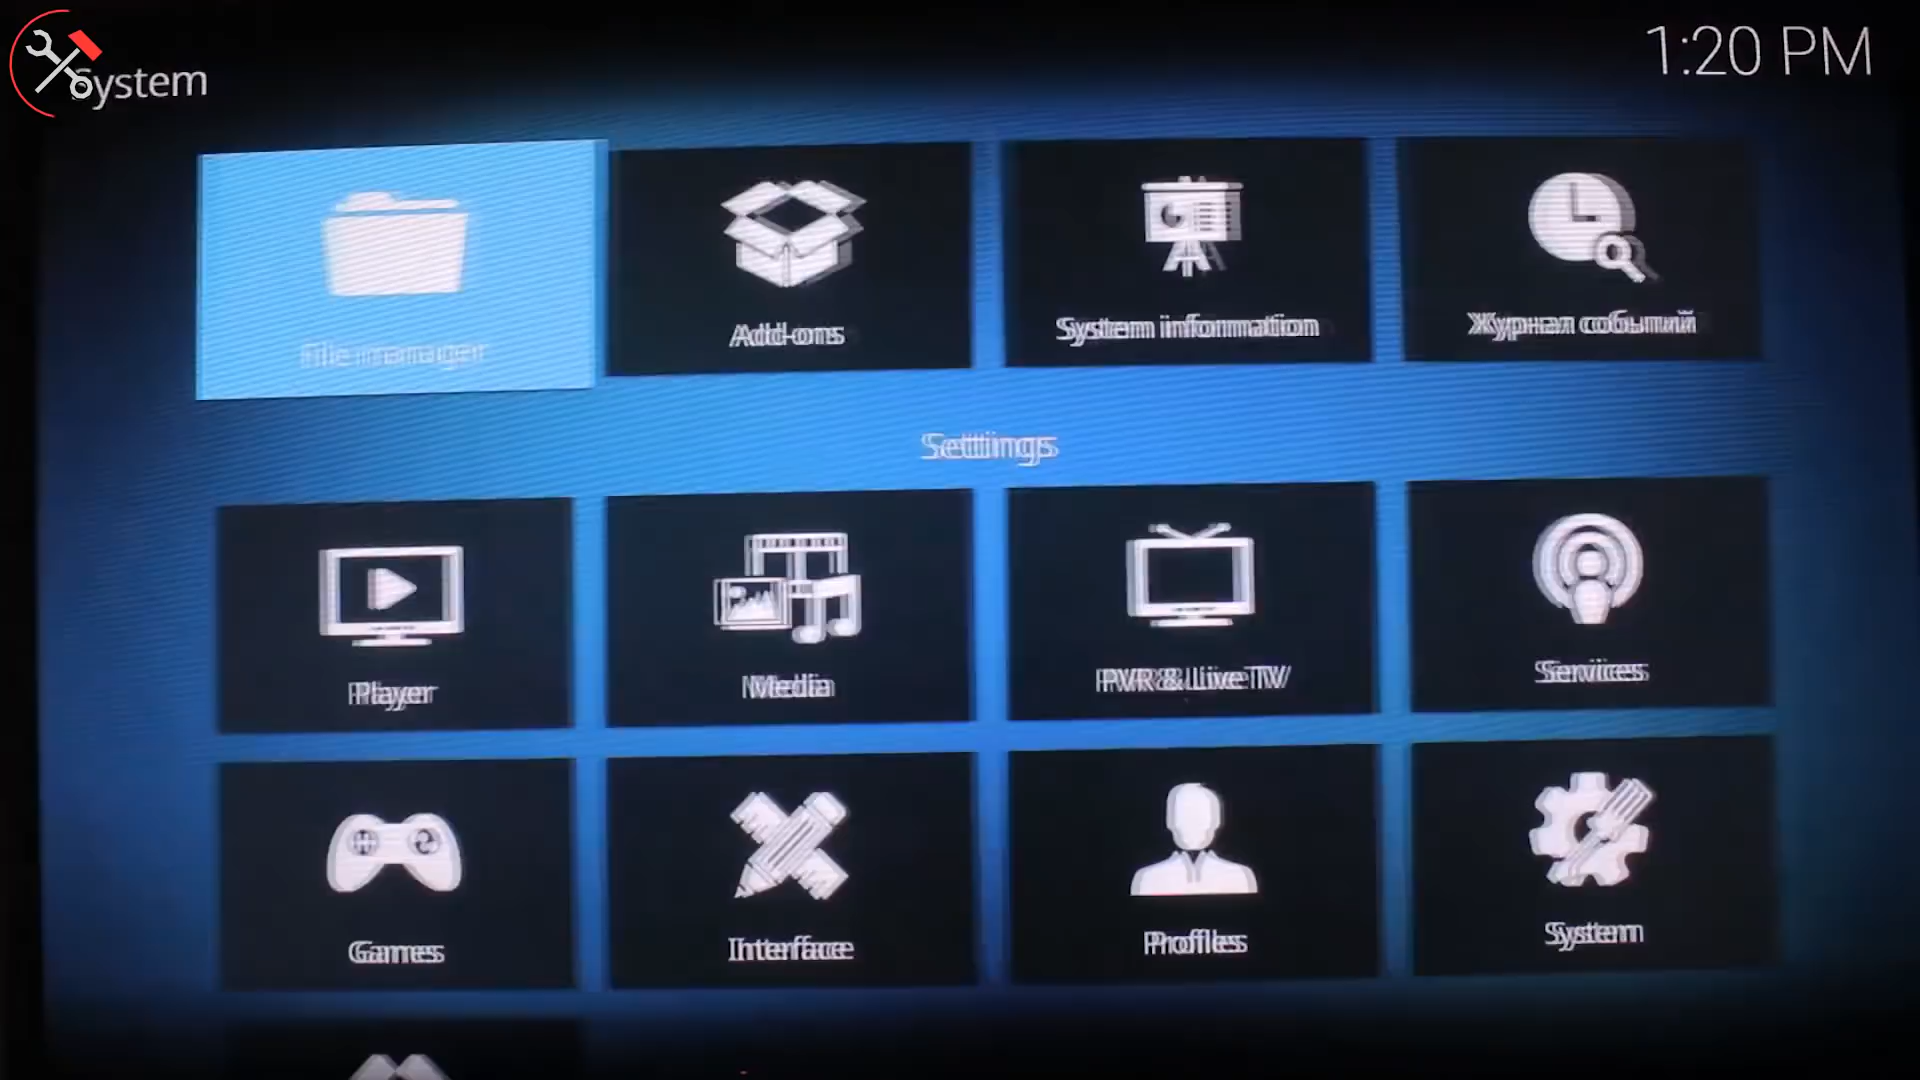 System
1:20 PM
File manager
Add-ons
System information
Журнал событий
Settings
Player
Media
PVR & Live TV
Services
Games
Interface
Profiles
System